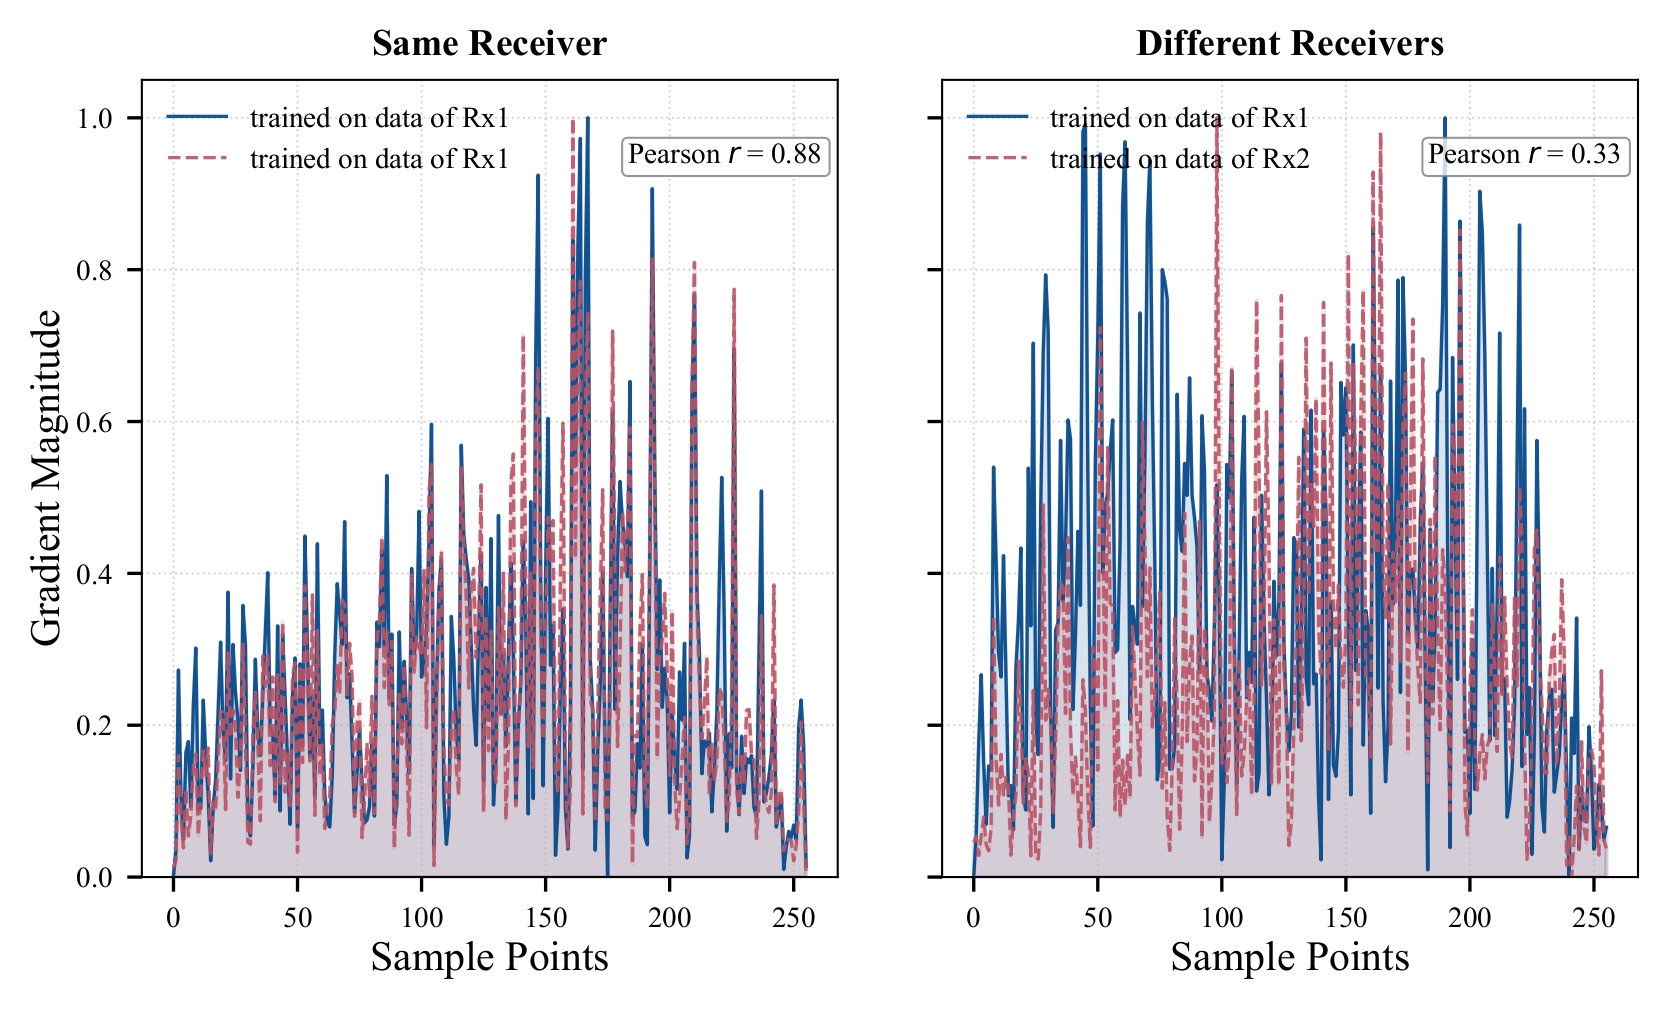 Same Receiver
trained on data of Rx1
trained on data of Rx1
Pearson r = 0.88
Gradient Magnitude
1.0
0.8
0.6
0.4
0.2
0.0
0 50 100 150 200 250
Sample Points
Different Receivers
trained on data of Rx1
trained on data of Rx2
Pearson r = 0.33
0 50 100 150 200 250
Sample Points